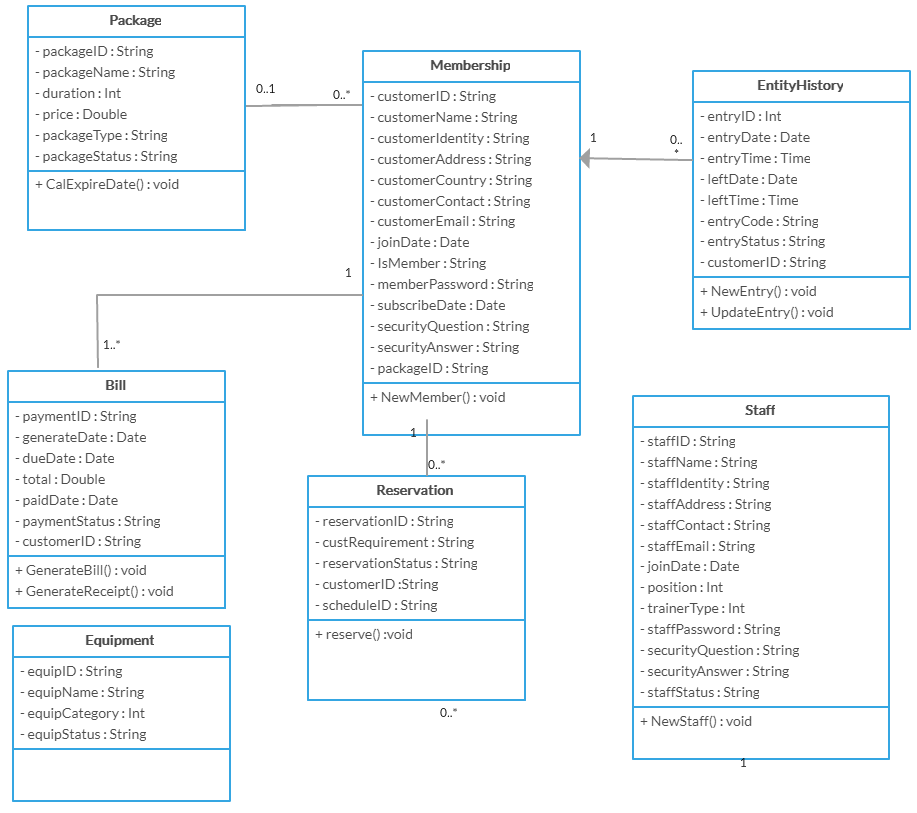 Package
- packageID : String
- packageName : String
- duration : Int
- price : Double
- packageType : String
- packageStatus : String
+ CalExpireDate() : void
0..1
0..*
Membership
- customerID : String
- customerName : String
- customerIdentity : String
- customerAddress : String
- customerCountry : String
- customerContact : String
- customerEmail : String
- joinDate : Date
- IsMember : String
- memberPassword : String
- subscribeDate : Date
- securityQuestion : String
- securityAnswer : String
- packageID : String
+ NewMember() : void
1
0..
*
EntityHistory
- entryID : Int
- entryDate : Date
- entryTime : Time
- leftDate : Date
- leftTime : Time
- entryCode : String
- entryStatus : String
- customerID : String
+ NewEntry() : void
+ UpdateEntry() : void
1
1..*
Bill
- paymentID : String
- generateDate : Date
- dueDate : Date
- total : Double
- paidDate : Date
- paymentStatus : String
- customerID : String
+ GenerateBill() : void
+ GenerateReceipt() : void
1
0..*
Reservation
- reservationID : String
- custRequirement : String
- reservationStatus : String
- customerID :String
- scheduleID : String
+ reserve() :void
0..*
Staff
- staffID : String
- staffName : String
- staffIdentity : String
- staffAddress : String
- staffContact : String
- staffEmail : String
- joinDate : Date
- position : Int
- trainerType : Int
- staffPassword : String
- securityQuestion : String
- securityAnswer : String
- staffStatus : String
+ NewStaff() : void
1
Equipment
- equipID : String
- equipName : String
- equipCategory : Int
- equipStatus : String